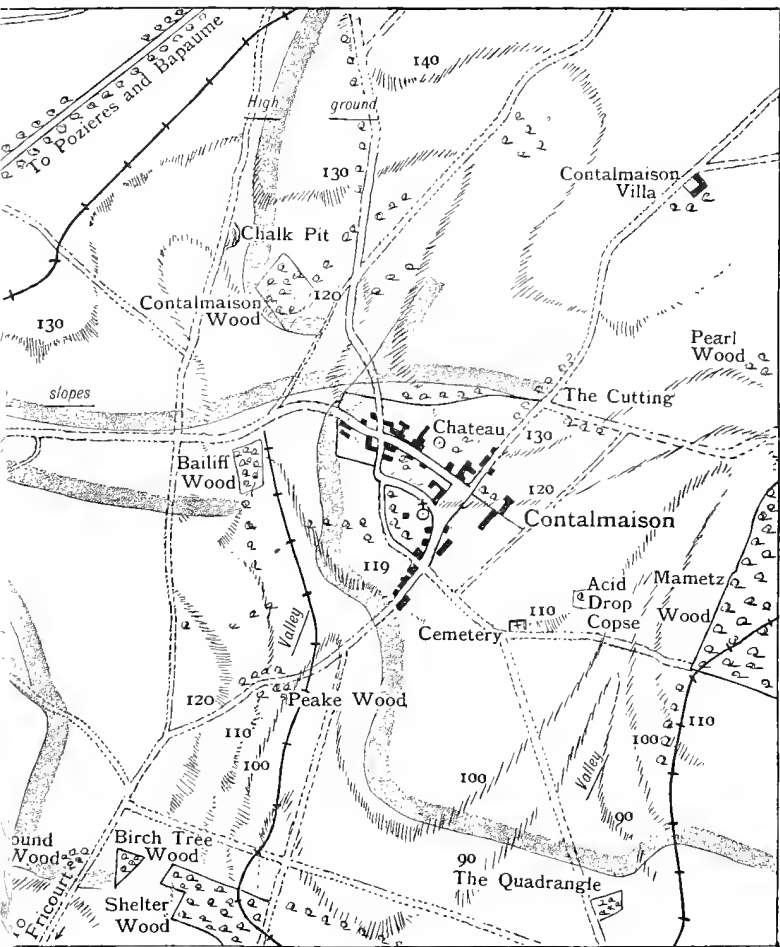 To Pozieres and Bapaume
140
High ground
130
Contalmaison
Villa
Chalk Pit
120
Contalmaison
Wood
130
Pearl
Wood
slopes
The Cutting
Chateau
130
Bailiff
Wood
120
Contalmaison
119
Acid
Drop
Copse
Mametz
Wood
110
Cemetery
Valley
120
Peake Wood
110
100
110
100
100
Valley
90
ound
Wood
Birch Tree
Wood
90
The Quadrangle
Shelter
Wood
To Fricourt